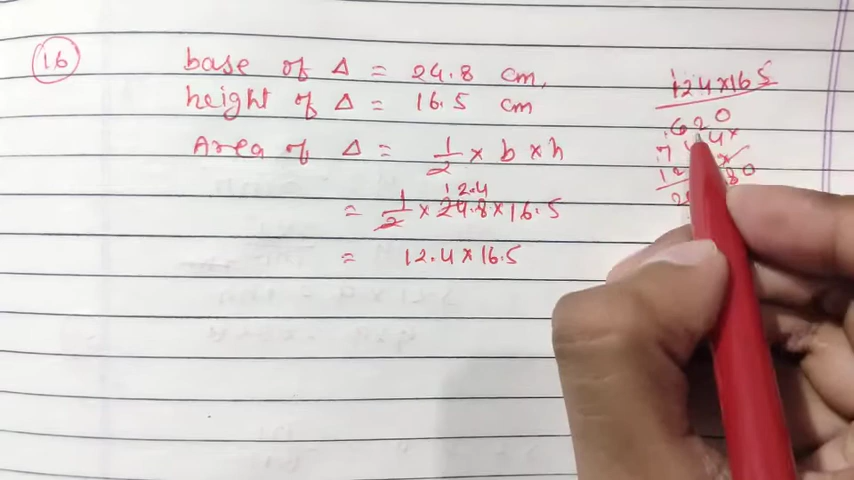 16
base of Δ = 24.8 cm,
height of Δ = 16.5 cm
Area of Δ = 1/2 × b × h
12.4
= 1/2 × 24.8 × 16.5
= 12.4 × 16.5
124×165
620